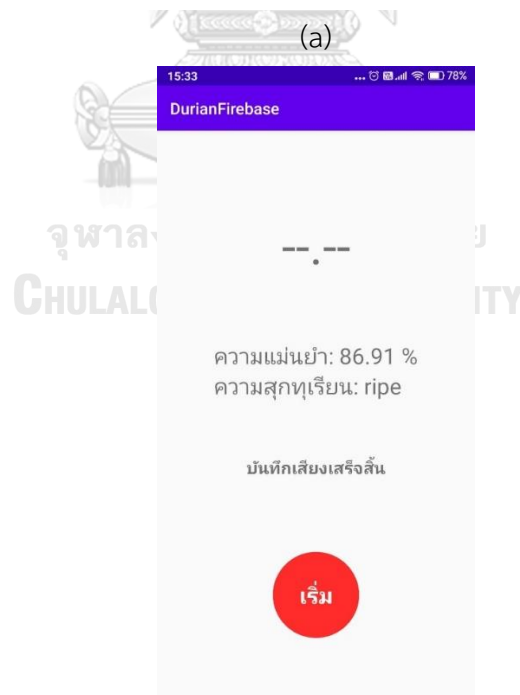 (a)
15:33 ... 78%
DurianFirebase
--.--
จุฬาลง ย
CHULAL ITY
ความแม่นยำ: 86.91 %
ความสุกทุเรียน: ripe
บันทึกเสียงเสร็จสิ้น
เริ่ม